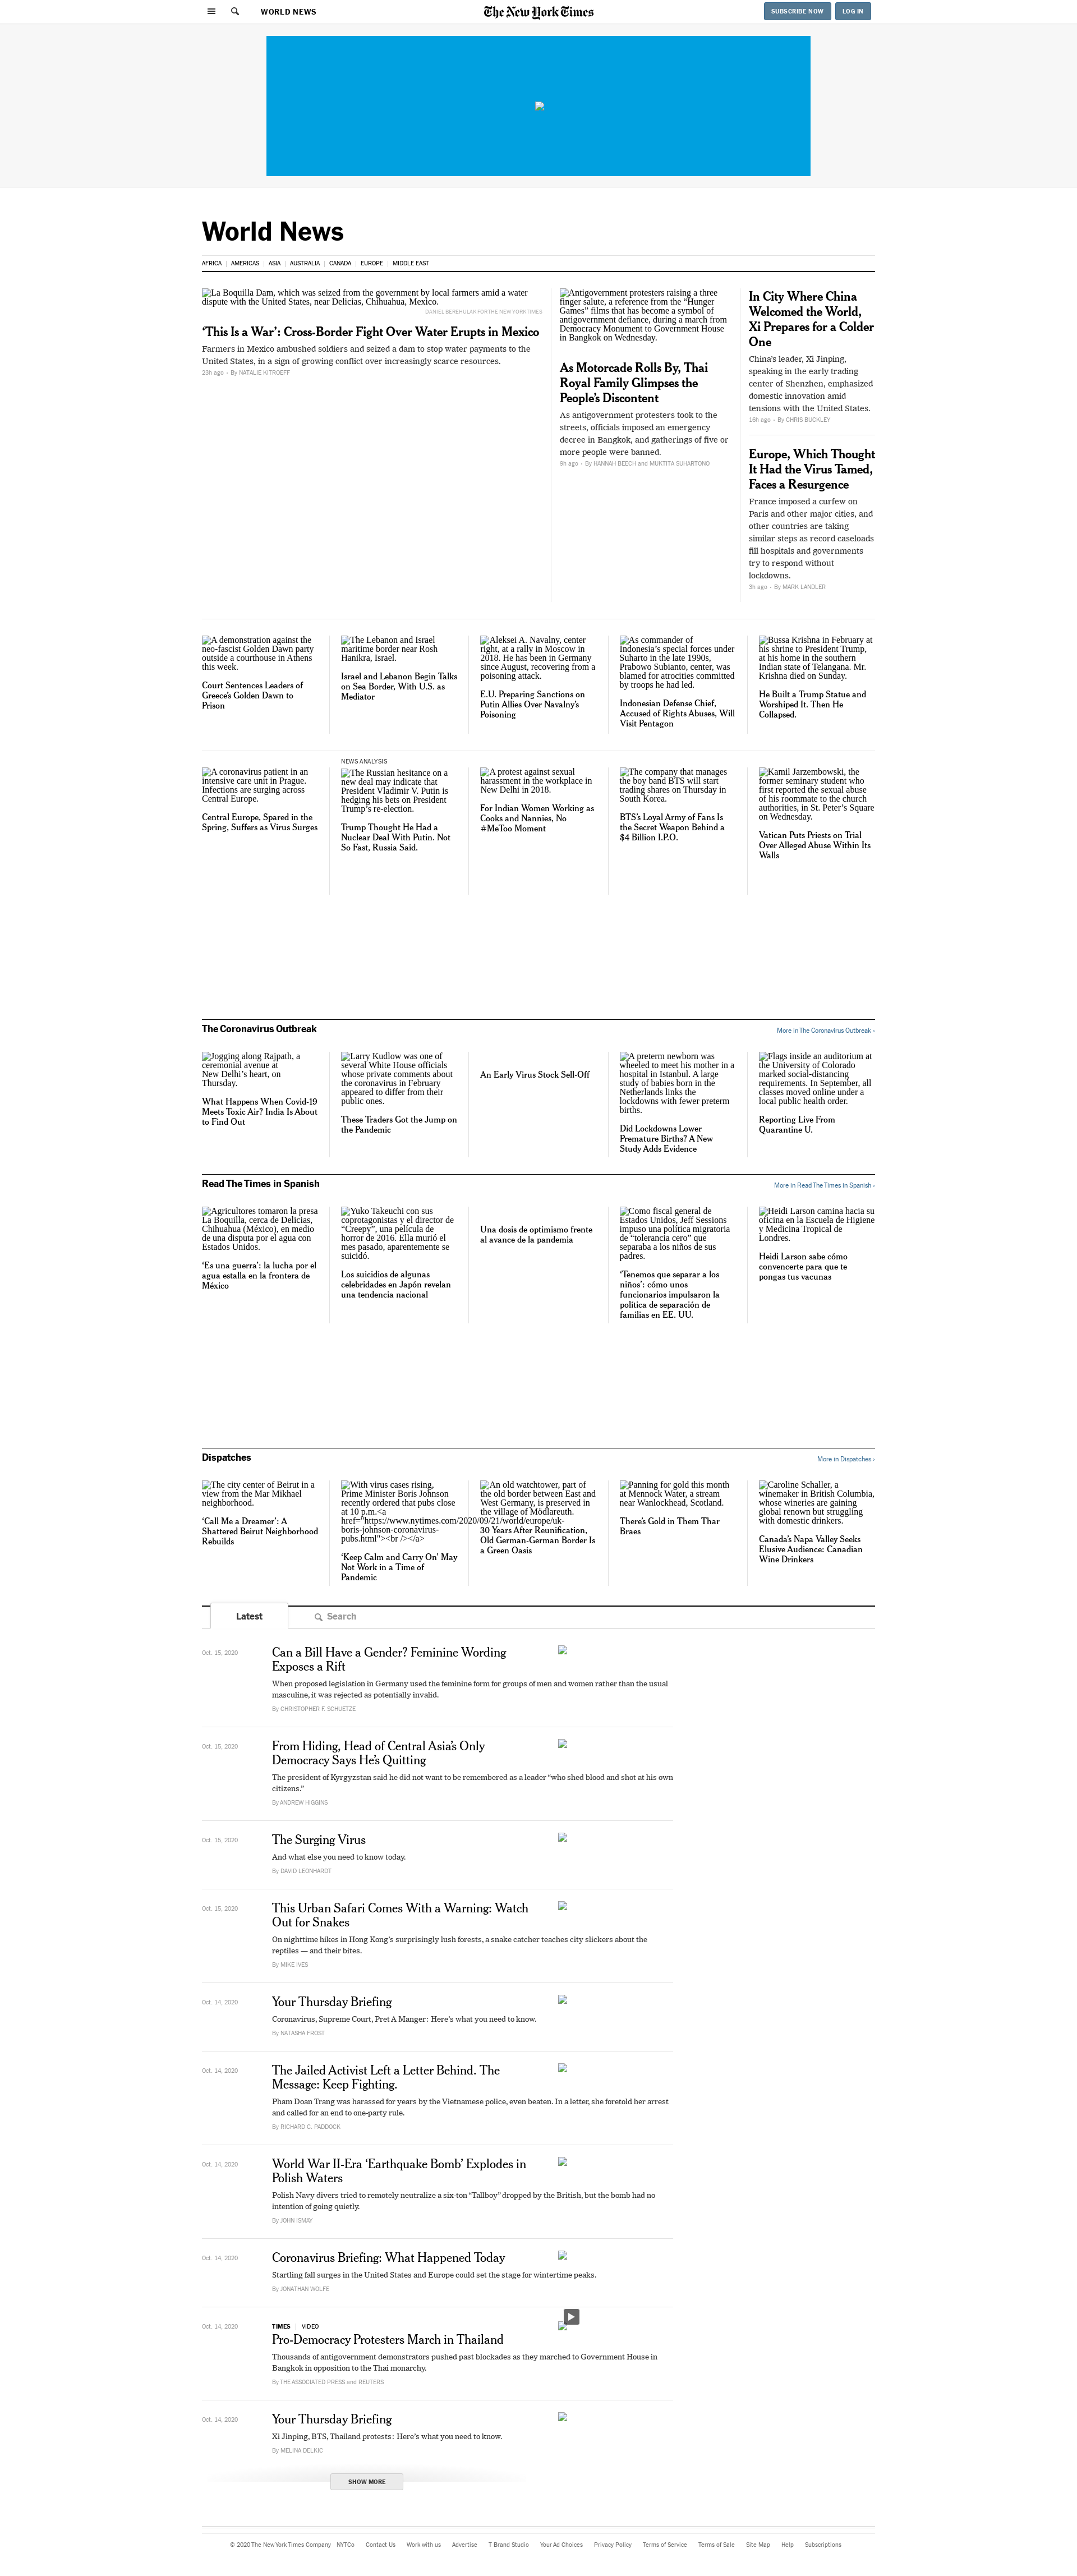 WORLD NEWS
The New York Times
SUBSCRIBE NOW
LOG IN
World News
AFRICA
AMERICAS
ASIA
AUSTRALIA
CANADA
EUROPE
MIDDLE EAST
La Boquilla Dam, which was seized from the government by local farmers amid a water
dispute with the United States, near Delicias, Chihuahua, Mexico.
DANIEL BEREHULAK FOR THE NEW YORK TIMES
‘This Is a War’: Cross-Border Fight Over Water Erupts in Mexico
Farmers in Mexico ambushed soldiers and seized a dam to stop water payments to the
United States, in a sign of growing conflict over increasingly scarce resources.
23h ago - By NATALIE KITROEFF
Antigovernment protesters raising a three
finger salute, a reference from the “Hunger
Games” films that has become a symbol of
antigovernment defiance, during a march from
Democracy Monument to Government House
in Bangkok on Wednesday.
As Motorcade Rolls By, Thai
Royal Family Glimpses the
People’s Discontent
As antigovernment protesters took to the
streets, officials imposed an emergency
decree in Bangkok, and gatherings of five or
more people were banned.
9h ago - By HANNAH BEECH and MUKTITA SUHARTONO
In City Where China
Welcomed the World,
Xi Prepares for a Colder
One
China’s leader, Xi Jinping,
speaking in the early trading
center of Shenzhen, emphasized
domestic innovation amid
tensions with the United States.
16h ago - By CHRIS BUCKLEY
Europe, Which Thought
It Had the Virus Tamed,
Faces a Resurgence
France imposed a curfew on
Paris and other major cities, and
other countries are taking
similar steps as record caseloads
fill hospitals and governments
try to respond without
lockdowns.
3h ago - By MARK LANDLER
A demonstration against the
neo-fascist Golden Dawn party
outside a courthouse in Athens
this week.
Court Sentences Leaders of
Greece’s Golden Dawn to
Prison
The Lebanon and Israel
maritime border near Rosh
Hanikra, Israel.
Israel and Lebanon Begin Talks
on Sea Border, With U.S. as
Mediator
Aleksei A. Navalny, center
right, at a rally in Moscow in
2018. He has been in Germany
since August, recovering from a
poisoning attack.
E.U. Preparing Sanctions on
Putin Allies Over Navalny’s
Poisoning
As commander of
Indonesia’s special forces under
Suharto in the late 1990s,
Prabowo Subianto, center, was
blamed for atrocities committed
by troops he had led.
Indonesian Defense Chief,
Accused of Rights Abuses, Will
Visit Pentagon
Bussa Krishna in February at
his shrine to President Trump,
at his home in the southern
Indian state of Telangana. Mr.
Krishna died on Sunday.
He Built a Trump Statue and
Worshiped It. Then He
Collapsed.
A coronavirus patient in an
intensive care unit in Prague.
Infections are surging across
Central Europe.
Central Europe, Spared in the
Spring, Suffers as Virus Surges
NEWS ANALYSIS
The Russian hesitance on a
new deal may indicate that
President Vladimir V. Putin is
hedging his bets on President
Trump’s re-election.
Trump Thought He Had a
Nuclear Deal With Putin. Not
So Fast, Russia Said.
A protest against sexual
harassment in the workplace in
New Delhi in 2018.
For Indian Women Working as
Cooks and Nannies, No
#MeToo Moment
The company that manages
the boy band BTS will start
trading shares on Thursday in
South Korea.
BTS’s Loyal Army of Fans Is
the Secret Weapon Behind a
$4 Billion I.P.O.
Kamil Jarzembowski, the
former seminary student who
first reported the sexual abuse
of his roommate to the church
authorities, in St. Peter’s Square
on Wednesday.
Vatican Puts Priests on Trial
Over Alleged Abuse Within Its
Walls
The Coronavirus Outbreak
More in The Coronavirus Outbreak ›
Jogging along Rajpath, a
ceremonial avenue at
New Delhi’s heart, on
Thursday.
What Happens When Covid-19
Meets Toxic Air? India Is About
to Find Out
Larry Kudlow was one of
several White House officials
whose private comments about
the coronavirus in February
appeared to differ from their
public ones.
These Traders Got the Jump on
the Pandemic
An Early Virus Stock Sell-Off
A preterm newborn was
wheeled to meet his mother in a
hospital in Istanbul. A large
study of babies born in the
Netherlands links the
lockdowns with fewer preterm
births.
Did Lockdowns Lower
Premature Births? A New
Study Adds Evidence
Flags inside an auditorium at
the University of Colorado
marked social-distancing
requirements. In September, all
classes moved online under a
local public health order.
Reporting Live From
Quarantine U.
Read The Times in Spanish
More in Read The Times in Spanish ›
Agricultores tomaron la presa
La Boquilla, cerca de Delicias,
Chihuahua (México), en medio
de una disputa por el agua con
Estados Unidos.
‘Es una guerra’: la lucha por el
agua estalla en la frontera de
México
Yuko Takeuchi con sus
coprotagonistas y el director de
“Creepy”, una película de
horror de 2016. Ella murió el
mes pasado, aparentemente se
suicidó.
Los suicidios de algunas
celebridades en Japón revelan
una tendencia nacional
Una dosis de optimismo frente
al avance de la pandemia
Como fiscal general de
Estados Unidos, Jeff Sessions
impuso una política migratoria
de “tolerancia cero” que
separaba a los niños de sus
padres.
‘Tenemos que separar a los
niños’: cómo unos
funcionarios impulsaron la
política de separación de
familias en EE. UU.
Heidi Larson camina hacia su
oficina en la Escuela de Higiene
y Medicina Tropical de
Londres.
Heidi Larson sabe cómo
convencerte para que te
pongas tus vacunas
Dispatches
More in Dispatches ›
The city center of Beirut in a
view from the Mar Mikhael
neighborhood.
‘Call Me a Dreamer’: A
Shattered Beirut Neighborhood
Rebuilds
With virus cases rising,
Prime Minister Boris Johnson
recently ordered that pubs close
at 10 p.m.<a
href="https://www.nytimes.com/2020/09/21/world/europe/uk-
boris-johnson-coronavirus-
pubs.html"><br /></a>
‘Keep Calm and Carry On’ May
Not Work in a Time of
Pandemic
An old watchtower, part of
the old border between East and
West Germany, is preserved in
the village of Mödlareuth.
30 Years After Reunification,
Old German-German Border Is
a Green Oasis
Panning for gold this month
at Mennock Water, a stream
near Wanlockhead, Scotland.
There’s Gold in Them Thar
Braes
Caroline Schaller, a
winemaker in British Columbia,
whose wineries are gaining
global renown but struggling
with domestic drinkers.
Canada’s Napa Valley Seeks
Elusive Audience: Canadian
Wine Drinkers
Latest
Search
Oct. 15, 2020
Can a Bill Have a Gender? Feminine Wording
Exposes a Rift
When proposed legislation in Germany used the feminine form for groups of men and women rather than the usual
masculine, it was rejected as potentially invalid.
By CHRISTOPHER F. SCHUETZE
Oct. 15, 2020
From Hiding, Head of Central Asia’s Only
Democracy Says He’s Quitting
The president of Kyrgyzstan said he did not want to be remembered as a leader “who shed blood and shot at his own
citizens.”
By ANDREW HIGGINS
Oct. 15, 2020
The Surging Virus
And what else you need to know today.
By DAVID LEONHARDT
Oct. 15, 2020
This Urban Safari Comes With a Warning: Watch
Out for Snakes
On nighttime hikes in Hong Kong’s surprisingly lush forests, a snake catcher teaches city slickers about the
reptiles — and their bites.
By MIKE IVES
Oct. 14, 2020
Your Thursday Briefing
Coronavirus, Supreme Court, Pret A Manger: Here’s what you need to know.
By NATASHA FROST
Oct. 14, 2020
The Jailed Activist Left a Letter Behind. The
Message: Keep Fighting.
Pham Doan Trang was harassed for years by the Vietnamese police, even beaten. In a letter, she foretold her arrest
and called for an end to one-party rule.
By RICHARD C. PADDOCK
Oct. 14, 2020
World War II-Era ‘Earthquake Bomb’ Explodes in
Polish Waters
Polish Navy divers tried to remotely neutralize a six-ton “Tallboy” dropped by the British, but the bomb had no
intention of going quietly.
By JOHN ISMAY
Oct. 14, 2020
Coronavirus Briefing: What Happened Today
Startling fall surges in the United States and Europe could set the stage for wintertime peaks.
By JONATHAN WOLFE
Oct. 14, 2020
TIMES | VIDEO
Pro-Democracy Protesters March in Thailand
Thousands of antigovernment demonstrators pushed past blockades as they marched to Government House in
Bangkok in opposition to the Thai monarchy.
By THE ASSOCIATED PRESS and REUTERS
Oct. 14, 2020
Your Thursday Briefing
Xi Jinping, BTS, Thailand protests: Here’s what you need to know.
By MELINA DELKIC
SHOW MORE
© 2020 The New York Times Company NYTCo Contact Us Work with us Advertise T Brand Studio Your Ad Choices Privacy Policy Terms of Service Terms of Sale Site Map Help Subscriptions